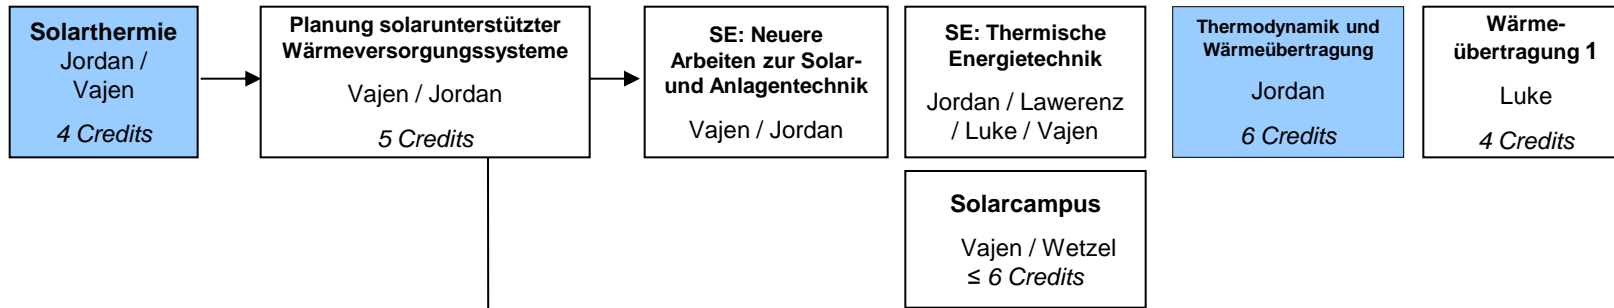 Solarthermie
Jordan /
Vajen
4 Credits
Planung solarunterstützter
Wärmeversorgungssysteme
Vajen / Jordan
5 Credits
SE: Neuere
Arbeiten zur Solar-
und Anlagentechnik
Vajen / Jordan
SE: Thermische
Energietechnik
Jordan / Lawerenz
/ Luke / Vajen
Thermodynamik und
Wärmeübertragung
Jordan
6 Credits
Wärme-
übertragung 1
Luke
4 Credits
Solarcampus
Vajen / Wetzel
≤ 6 Credits